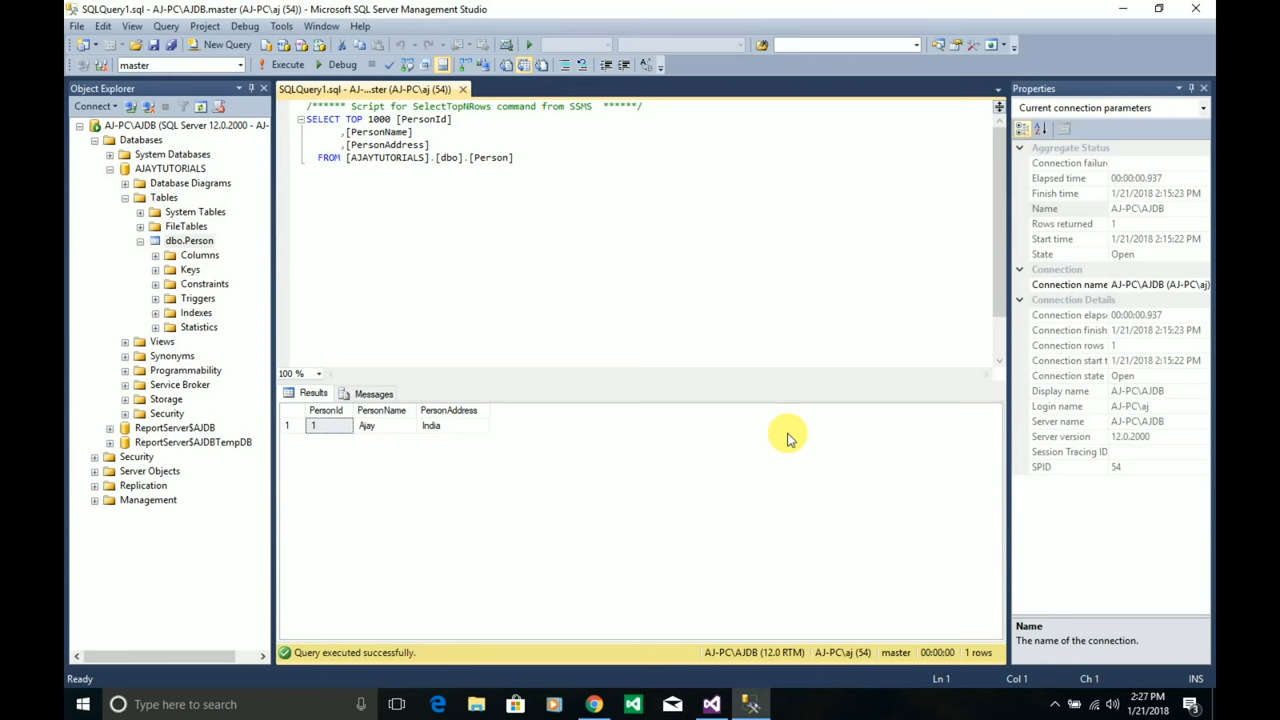 SQLQuery1.sql - AJ-PC\AJDB.master (AJ-PC\aj (54)) - Microsoft SQL Server Management Studio
File Edit View Query Project Debug Tools Window Help
New Query
master Execute Debug
Object Explorer
Connect
AJ-PC\AJDB (SQL Server 12.0.2000 - AJ-
Databases
System Databases
AJAYTUTORIALS
Database Diagrams
Tables
System Tables
FileTables
dbo.Person
Columns
Keys
Constraints
Triggers
Indexes
Statistics
Views
Synonyms
Programmability
Service Broker
Storage
Security
ReportServer$AJDB
ReportServer$AJDBTempDB
Security
Server Objects
Replication
Management
SQLQuery1.sql - AJ-...ster (AJ-PC\aj (54))
/****** Script for SelectTopNRows command from SSMS ******/
SELECT TOP 1000 [PersonId]
,[PersonName]
,[PersonAddress]
FROM [AJAYTUTORIALS].[dbo].[Person]
100 %
Results Messages
PersonId PersonName PersonAddress
1 1 Ajay India
Query executed successfully. AJ-PC\AJDB (12.0 RTM) AJ-PC\aj (54) master 00:00:00 1 rows
Properties
Current connection parameters
Aggregate Status
Connection failur
Elapsed time 00:00:00.937
Finish time 1/21/2018 2:15:23 PM
Name AJ-PC\AJDB
Rows returned 1
Start time 1/21/2018 2:15:22 PM
State Open
Connection
Connection name AJ-PC\AJDB (AJ-PC\aj)
Connection Details
Connection elaps 00:00:00.937
Connection finish 1/21/2018 2:15:23 PM
Connection rows 1
Connection start t 1/21/2018 2:15:22 PM
Connection state Open
Display name AJ-PC\AJDB
Login name AJ-PC\aj
Server name AJ-PC\AJDB
Server version 12.0.2000
Session Tracing ID
SPID 54
Name
The name of the connection.
Ready Ln 1 Col 1 Ch 1 INS
Type here to search
2:27 PM
1/21/2018
3